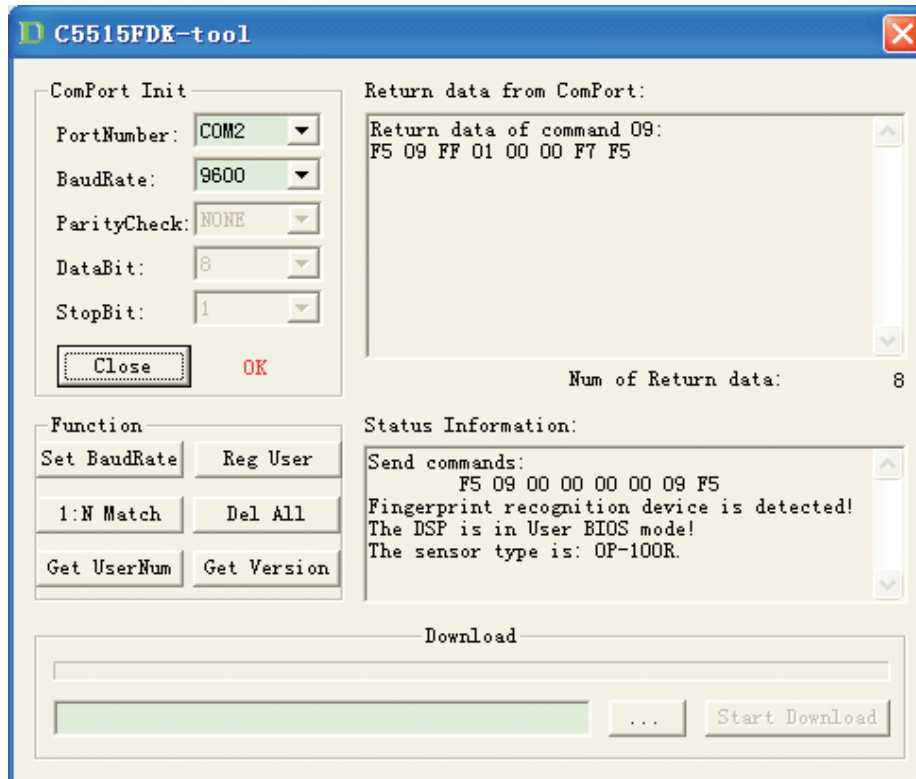 C5515FDK-tool
ComPort Init
PortNumber: COM2
BaudRate: 9600
ParityCheck: NONE
DataBit: 8
StopBit: 1
Close OK
Return data from ComPort:
Return data of command 09:
F5 09 FF 01 00 00 F7 F5
Num of Return data: 8
Function
Set BaudRate Reg User
1:N Match Del All
Get UserNum Get Version
Status Information:
Send commands:
F5 09 00 00 00 00 09 F5
Fingerprint recognition device is detected!
The DSP is in User BIOS mode!
The sensor type is: OP-100R.
Download
... Start Download